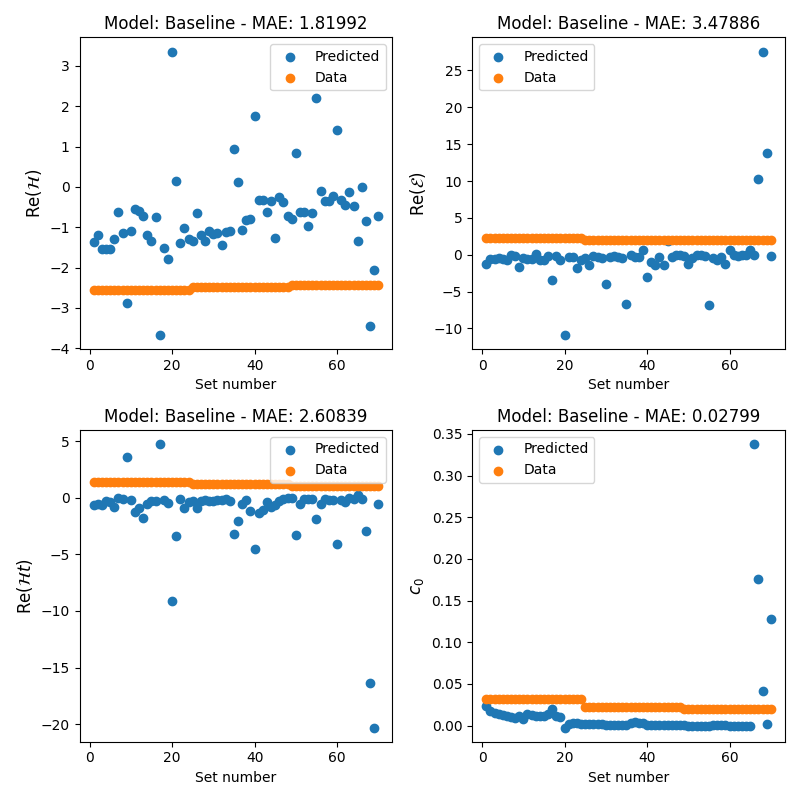 Model: Baseline - MAE: 1.81992
Re(ℋ)
3
2
1
0
−1
−2
−3
−4
Predicted
Data
0 20 40 60
Set number
Model: Baseline - MAE: 3.47886
Re(ℰ)
25
20
15
10
5
0
−5
−10
Predicted
Data
0 20 40 60
Set number
Model: Baseline - MAE: 2.60839
Re(ℋt)
5
0
−5
−10
−15
−20
Predicted
Data
0 20 40 60
Set number
Model: Baseline - MAE: 0.02799
c₀
0.35
0.30
0.25
0.20
0.15
0.10
0.05
0.00
Predicted
Data
0 20 40 60
Set number